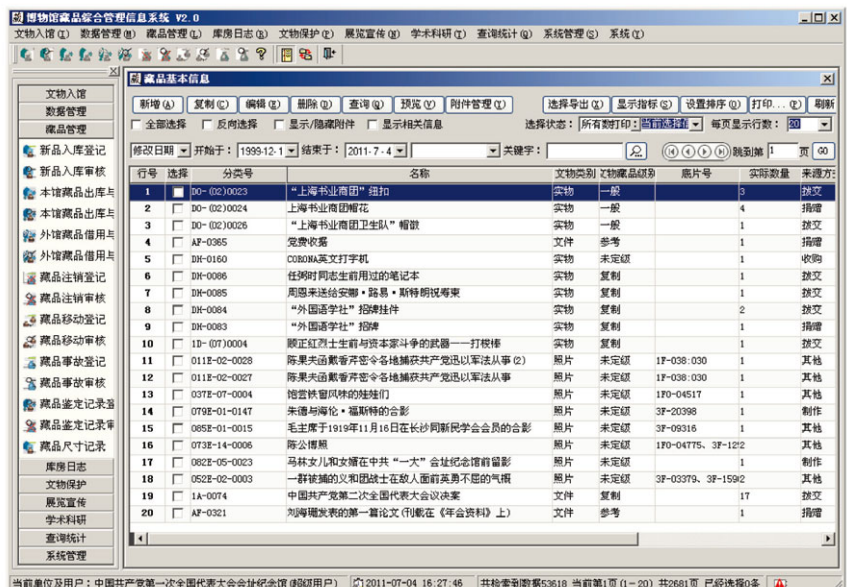 博物馆藏品综合管理信息系统 V2.0
文物入馆(I) 数据管理(M) 藏品管理(L) 库房日志(R) 文物保护(P) 展览宣传(W) 学术科研(T) 查询统计(Q) 系统管理(S) 系统(Y)
藏品基本信息
文物入馆
数据管理
藏品管理
新品入库登记
新品入库审核
本馆藏品出库与
本馆藏品出库与
外馆藏品借用与
外馆藏品借用与
藏品注销登记
藏品注销审核
藏品移动登记
藏品移动审核
藏品事故登记
藏品事故审核
藏品鉴定记录登
藏品鉴定记录审
藏品尺寸记录
库房日志
文物保护
展览宣传
学术科研
查询统计
系统管理
新增(A) 复制(C) 编辑(E) 删除(D) 查询(Q) 预览(V) 附件管理(T) 选择导出(X) 显示指标(S) 设置排序(O) 打印...(P) 刷新
全部选择 反向选择 显示/隐藏附件 显示相关信息 选择状态: 所有数打印: 每页显示行数: 20
修改日期 开始于: 1999-12-1 结束于: 2011-7-4 关键字: 跳到第 1 页 GO
行号 选择 分类号 名称 文物类别 文物藏品级别 底片号 实际数量 来源方式
1 DO-(02)0023 “上海书业商团”纽扣 实物 一般 3 拨交
2 DO-(02)0024 上海书业商团帽花 实物 一般 4 捐赠
3 DO-(02)0026 “上海书业商团卫生队”帽徽 实物 一般 1 拨交
4 AF-0365 党费收据 文件 参考 1 捐赠
5 DH-0160 CORONA英文打字机 实物 未定级 1 收购
6 DH-0086 任弼时同志生前用过的笔记本 实物 复制 1 拨交
7 DH-0085 周恩来送给安娜·路易·斯特朗祝寿柬 实物 复制 1 拨交
8 DH-0084 “外国语学社”招牌挂件 实物 复制 2 拨交
9 DH-0083 “外国语学社”招牌 实物 复制 1 捐赠
10 1D-(07)0004 顾正红烈士生前与资本家斗争的武器——打梭棒 实物 复制 1 拨交
11 011E-02-0028 陈果夫函戴香芹密令各地捕获共产党迅以军法从事(2) 照片 未定级 1F-038:030 1 其他
12 011E-02-0027 陈果夫函戴香芹密令各地捕获共产党迅以军法从事 照片 未定级 1F-038:030 1 其他
13 037E-07-0004 饱尝铁窗风味的娃娃们 照片 未定级 1F0-04517 1 其他
14 079E-01-0147 朱德与海伦·福斯特的合影 照片 未定级 3F-20398 1 制作
15 085E-01-0015 毛主席于1919年11月16日在长沙同新民学会会员的合影 照片 未定级 3F-09316 1 其他
16 073E-14-0006 陈公博照 照片 未定级 1F0-04775、3F-12 2 其他
17 082E-05-0023 马林女儿和女婿在中共“一大”会址纪念馆前留影 照片 未定级 1 制作
18 052E-02-0003 一群被捕的义和团战士在敌人面前英勇不屈的气概 照片 未定级 3F-03379、3F-159 2 其他
19 1A-0074 中国共产党第二次全国代表大会议决案 文件 复制 17 拨交
20 AF-0321 刘海珊发表的第一篇论文(刊载在《年会资料》上) 文件 参考 1 捐赠
当前单位及用户: 中国共产党第一次全国代表大会会址纪念馆(超级用户) 2011-07-04 16:27:46 共检索到数据53618 当前第1页(1-20) 共2681页 已经选择0条